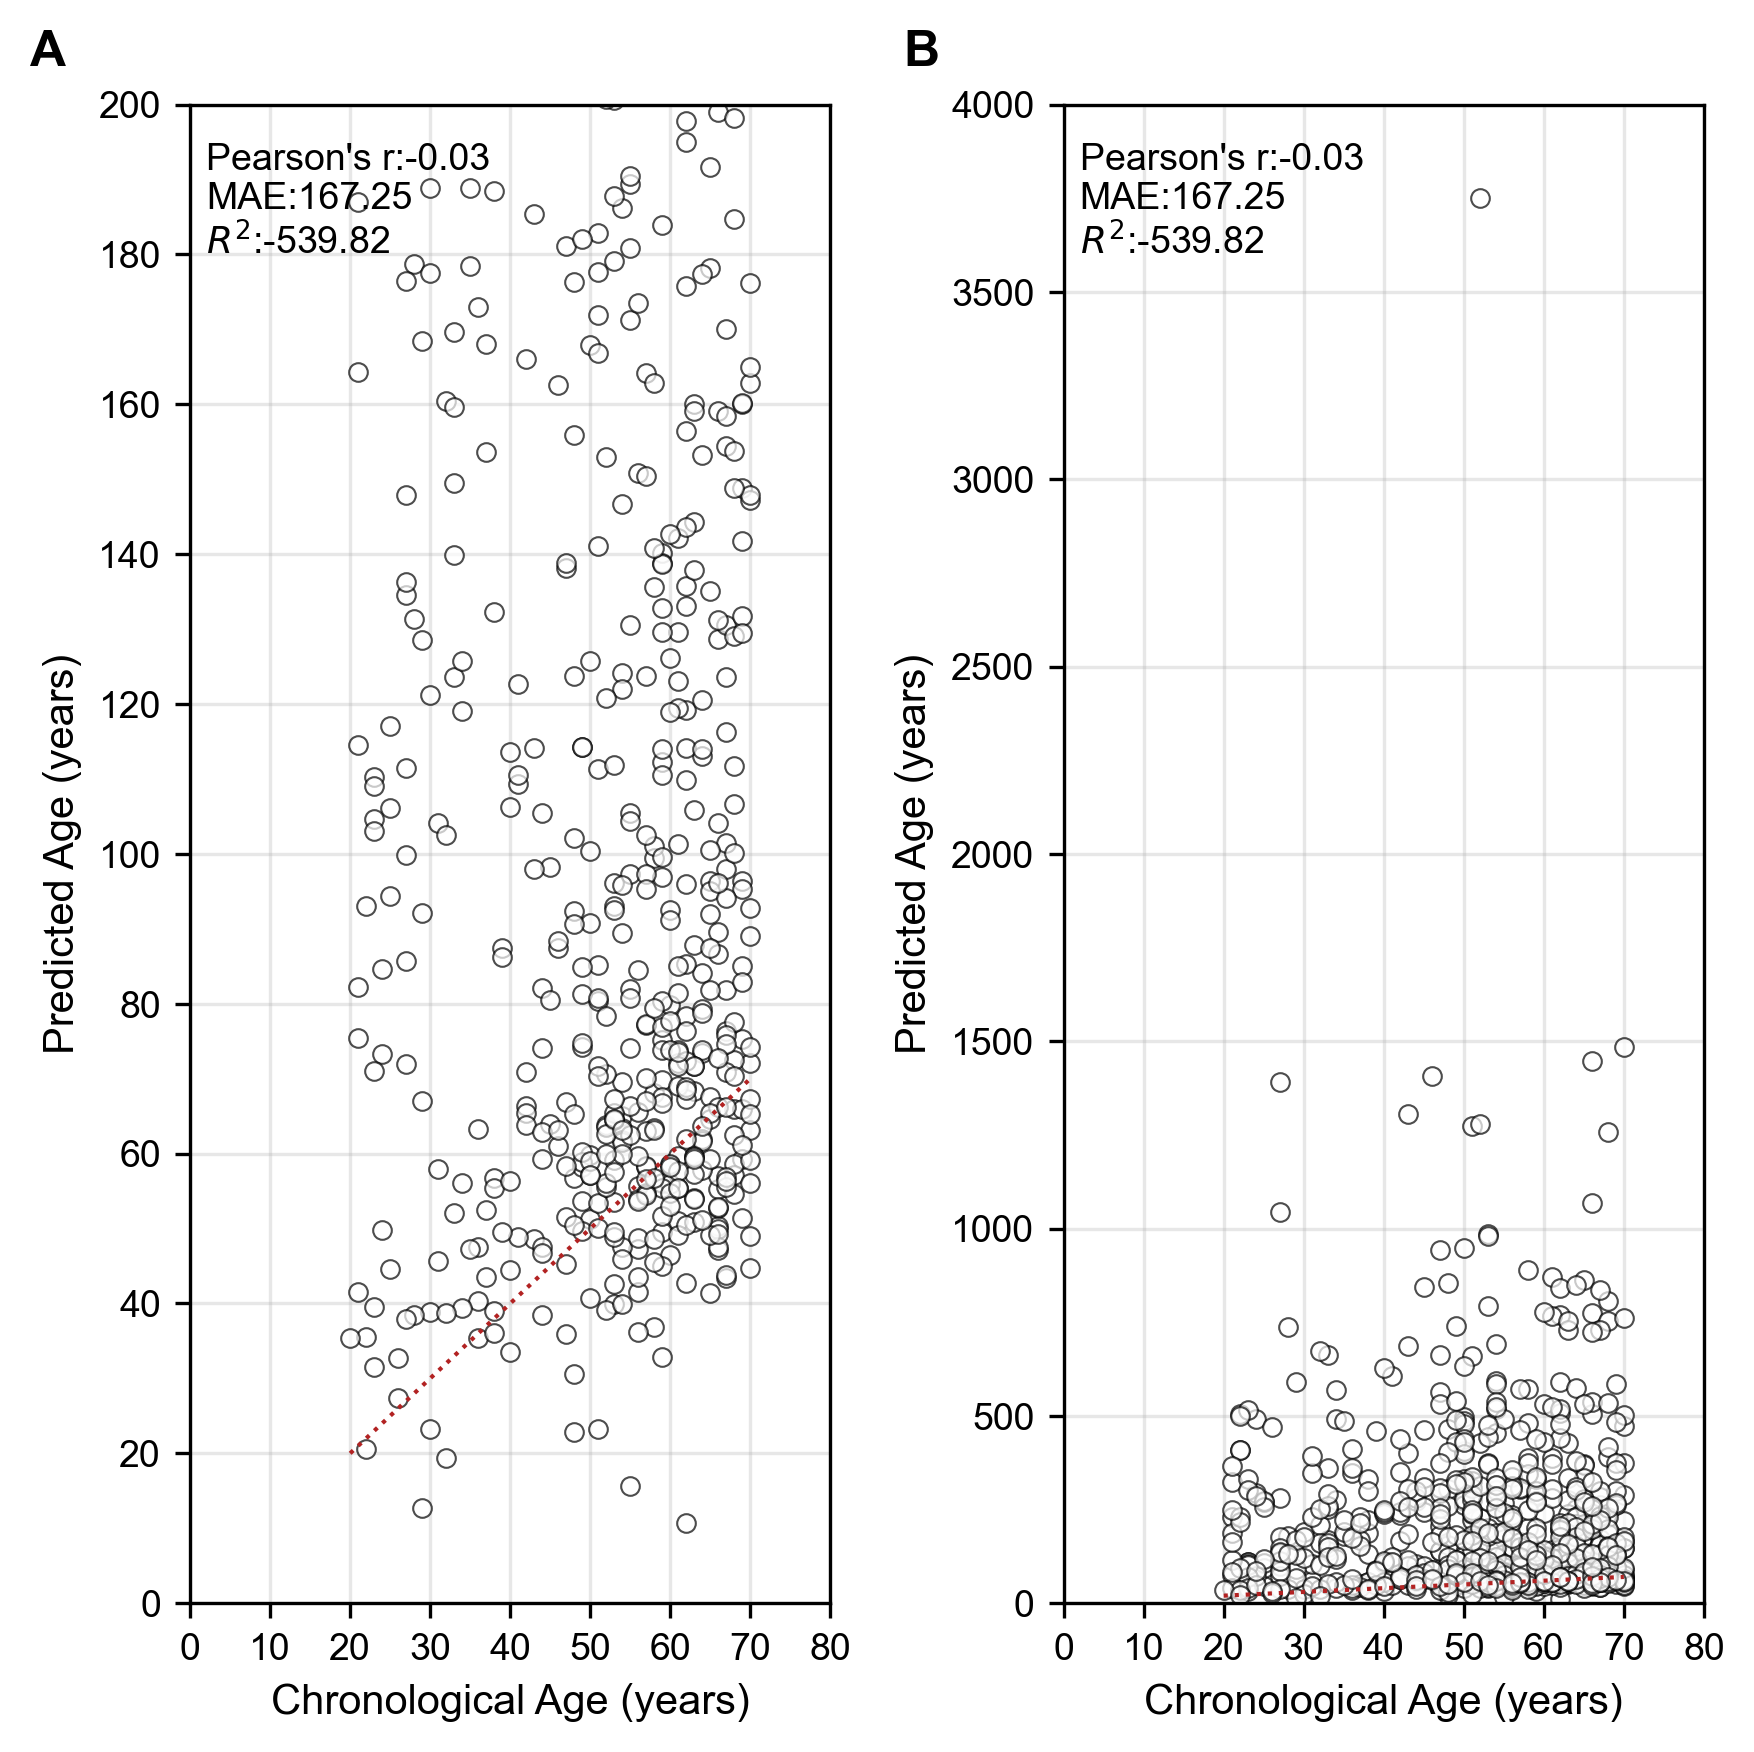 A
200
180
160
140
120
100
80
60
40
20
0
Predicted Age (years)
Pearson's r:-0.03
MAE:167.25
R²:-539.82
0 10 20 30 40 50 60 70 80
Chronological Age (years)
B
4000
3500
3000
2500
2000
1500
1000
500
0
Predicted Age (years)
Pearson's r:-0.03
MAE:167.25
R²:-539.82
0 10 20 30 40 50 60 70 80
Chronological Age (years)